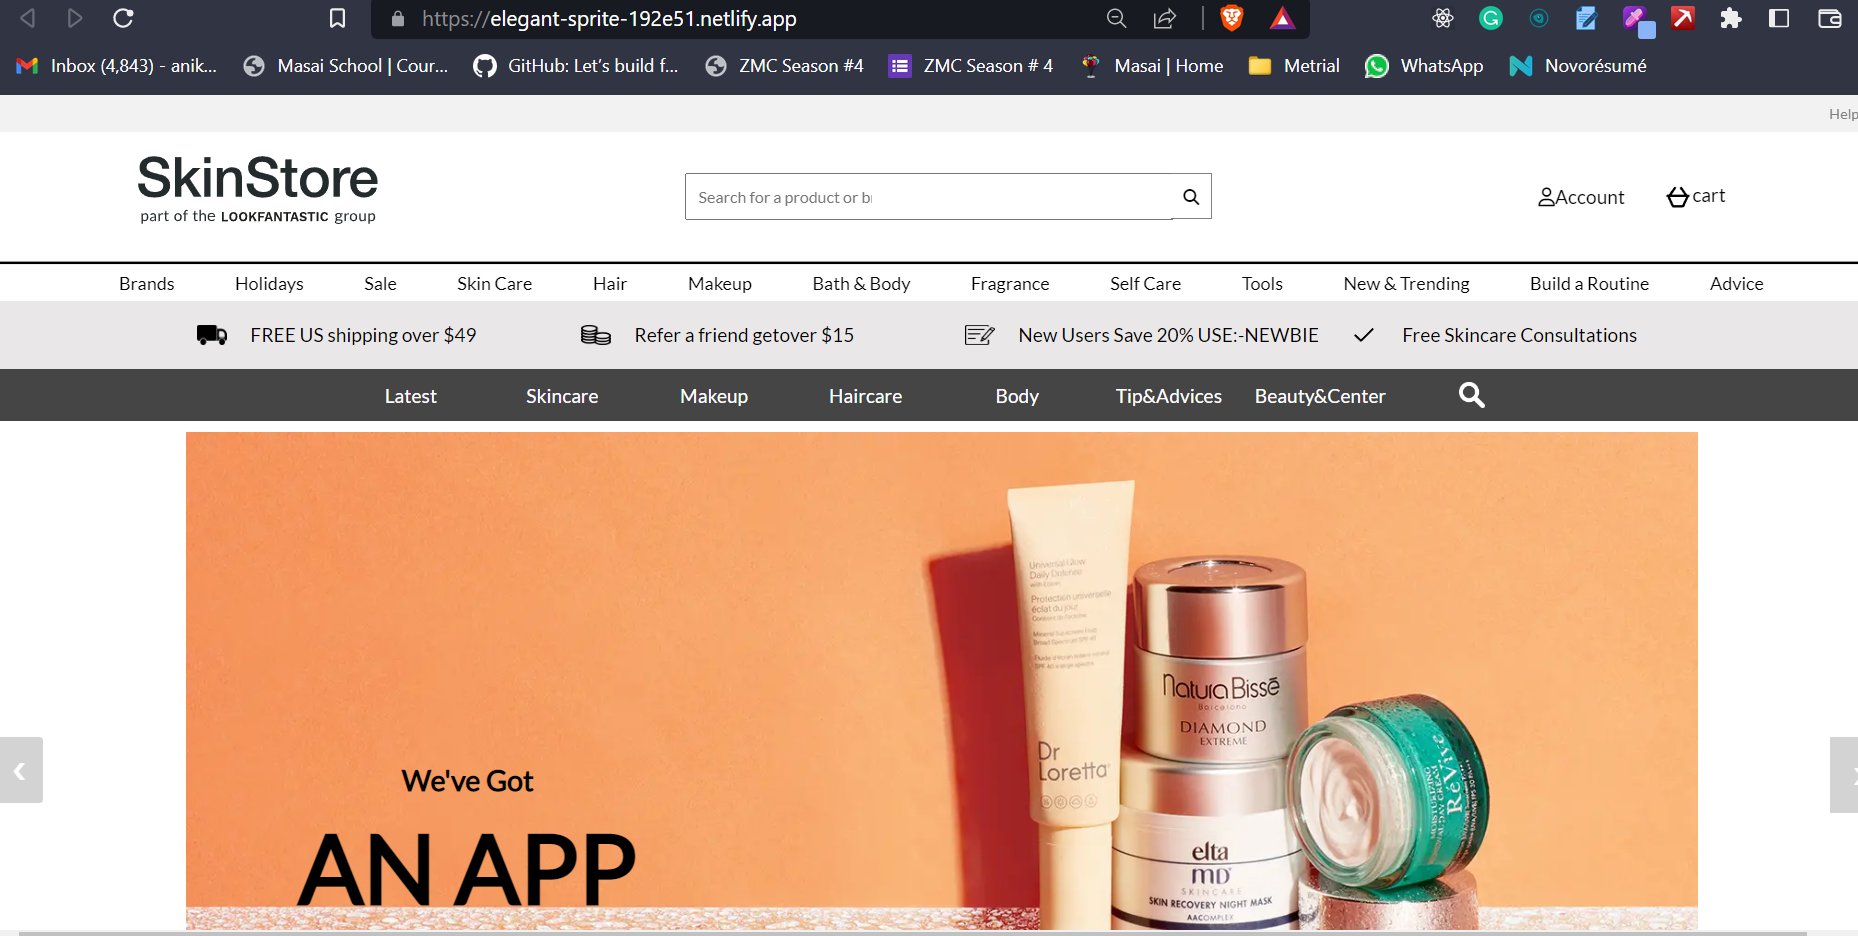 https://elegant-sprite-192e51.netlify.app
Inbox (4,843) - anik...
Masai School | Cour...
GitHub: Let's build f...
ZMC Season #4
ZMC Season # 4
Masai | Home
Metrial
WhatsApp
Novorésumé
Help
SkinStore
part of the LOOKFANTASTIC group
Search for a product or b
Account
cart
Brands Holidays Sale Skin Care Hair Makeup Bath & Body Fragrance Self Care Tools New & Trending Build a Routine Advice
FREE US shipping over $49
Refer a friend getover $15
New Users Save 20% USE:-NEWBIE
Free Skincare Consultations
Latest Skincare Makeup Haircare Body Tip&Advices Beauty&Center
We've Got
AN APP
Universal Glow
Daily Defense
Protection universelle
éclat du jour
Dr
Loretta
Natura Bissé
Barcelona
DIAMOND
EXTREME
elta
MD
SKINCARE
SKIN RECOVERY NIGHT MASK
AACOMPLEX
RéVive